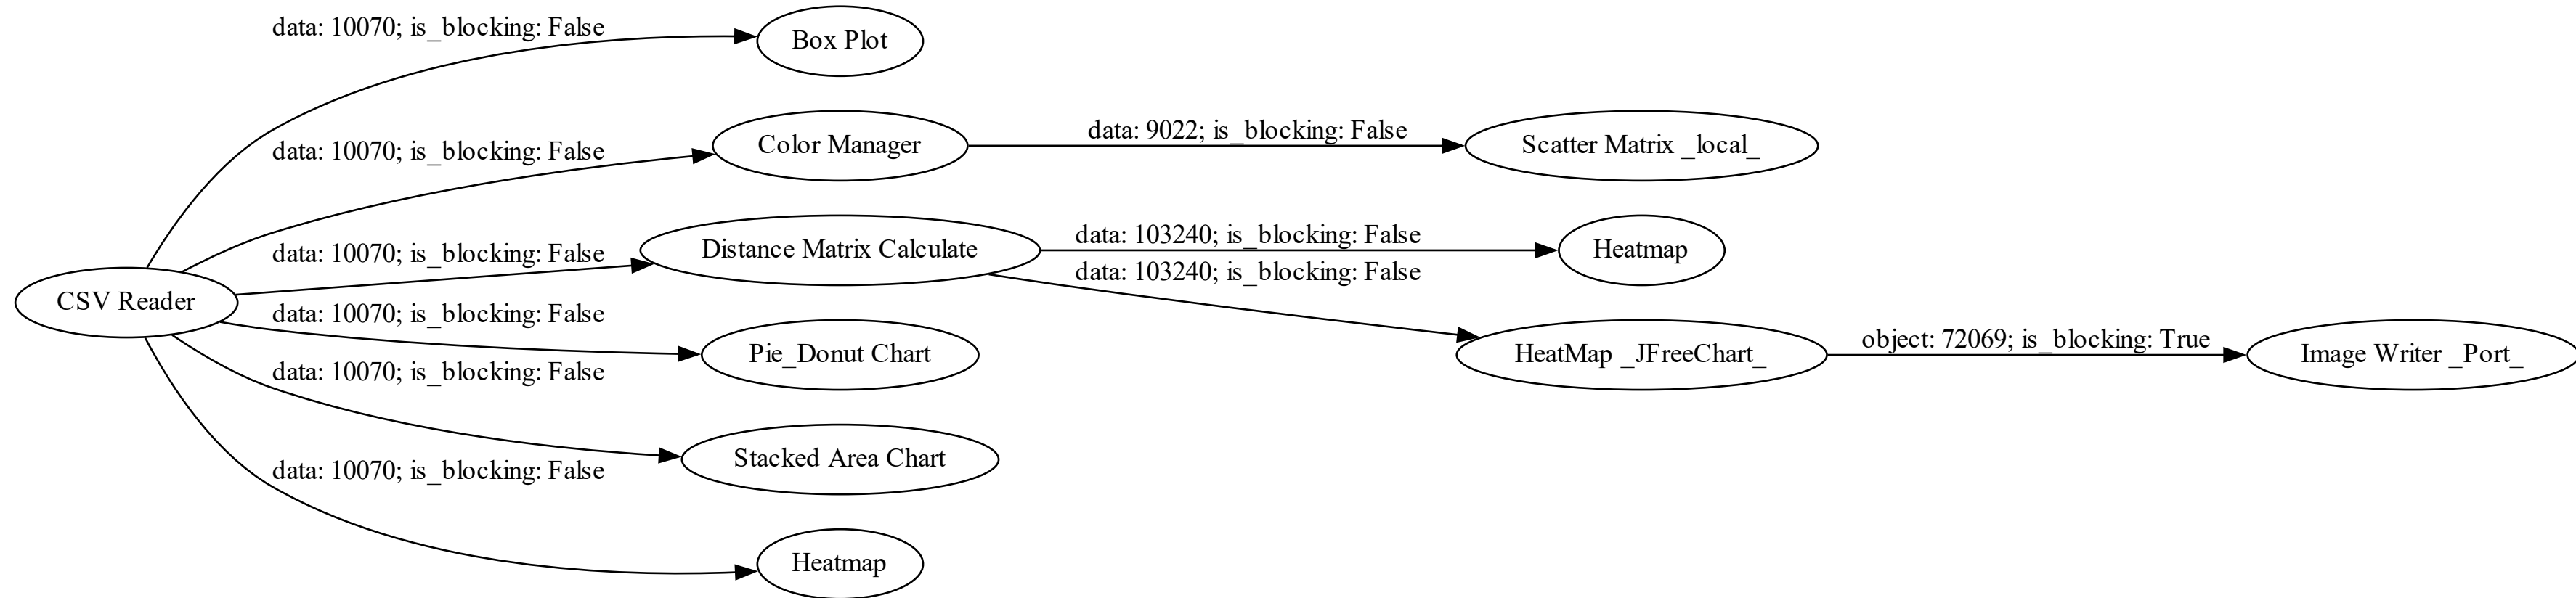 data: 10070; is_blocking: False
Box Plot
data: 10070; is_blocking: False
Color Manager
data: 9022; is_blocking: False
Scatter Matrix _local_
data: 10070; is_blocking: False
Distance Matrix Calculate
data: 103240; is_blocking: False
Heatmap
data: 103240; is_blocking: False
CSV Reader
data: 10070; is_blocking: False
Pie_Donut Chart
HeatMap _JFreeChart_
object: 72069; is_blocking: True
Image Writer _Port_
data: 10070; is_blocking: False
Stacked Area Chart
data: 10070; is_blocking: False
Heatmap